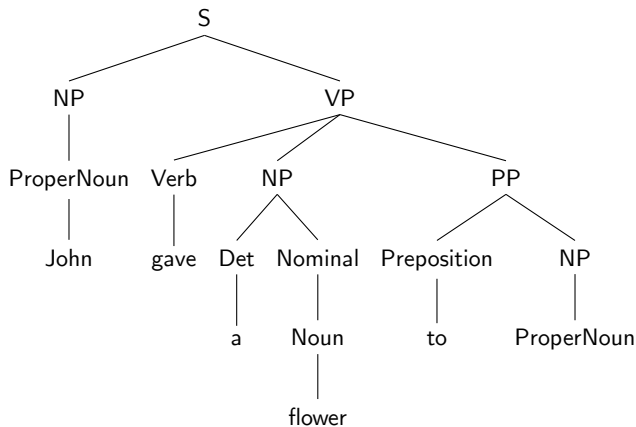 S
NP VP
ProperNoun Verb NP PP
John gave Det Nominal Preposition NP
a Noun to ProperNoun
flower